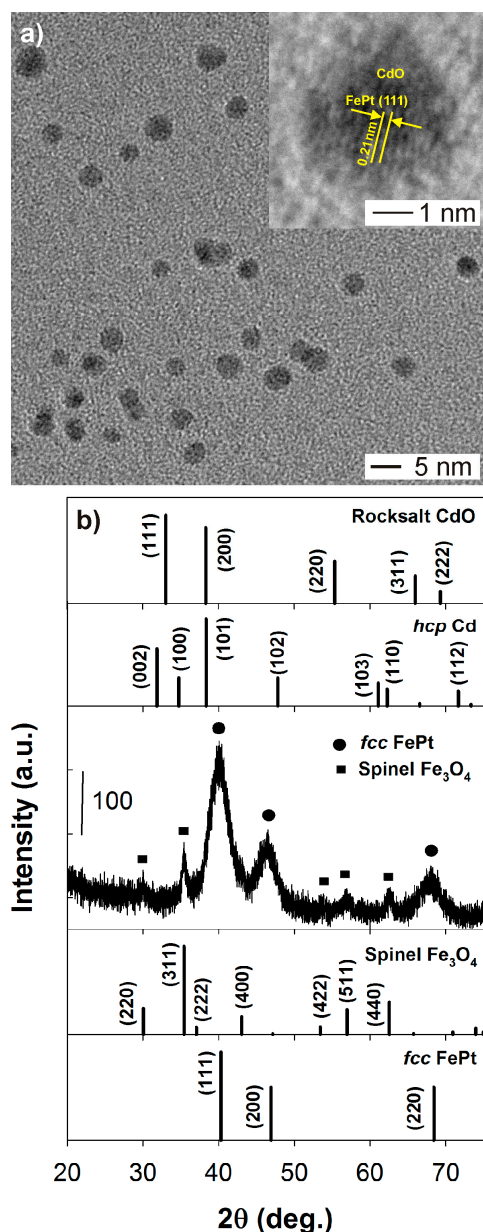 a)
CdO
FePt (111)
0.21nm
1 nm
5 nm
b)
Rocksalt CdO
(111)
(200)
(220)
(311)
(222)
hcp Cd
(002)
(100)
(101)
(102)
(103)
(110)
(112)
fcc FePt
Spinel Fe₃O₄
100
Intensity (a.u.)
Spinel Fe₃O₄
(220)
(311)
(222)
(400)
(422)
(511)
(440)
fcc FePt
(111)
(200)
(220)
20 30 40 50 60 70
2θ (deg.)